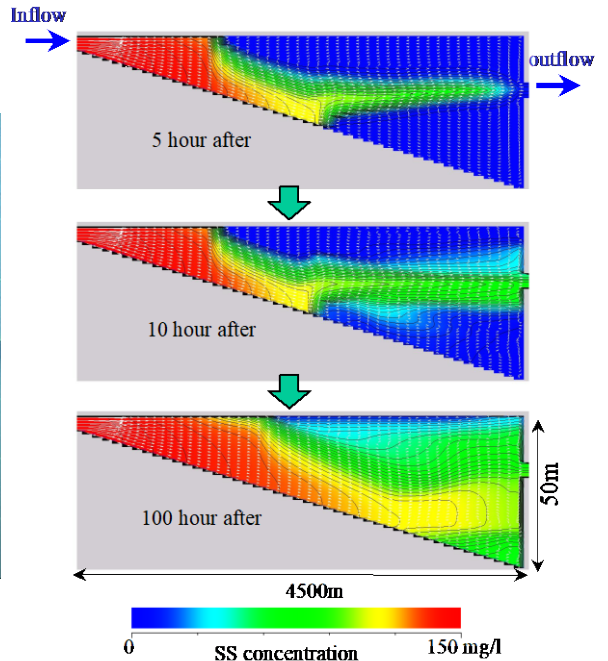 Inflow
outflow
5 hour after
10 hour after
100 hour after
50m
4500m
0
150 mg/l
SS concentration